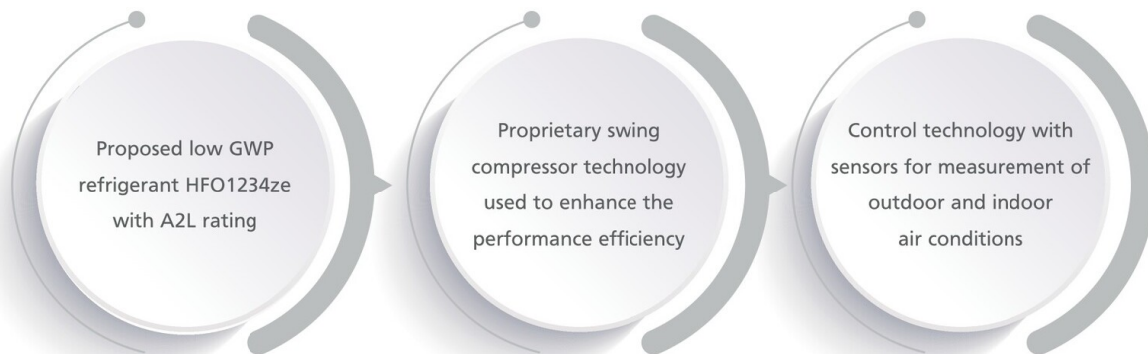 Proposed low GWP
refrigerant HFO1234ze
with A2L rating
Proprietary swing
compressor technology
used to enhance the
performance efficiency
Control technology with
sensors for measurement of
outdoor and indoor
air conditions